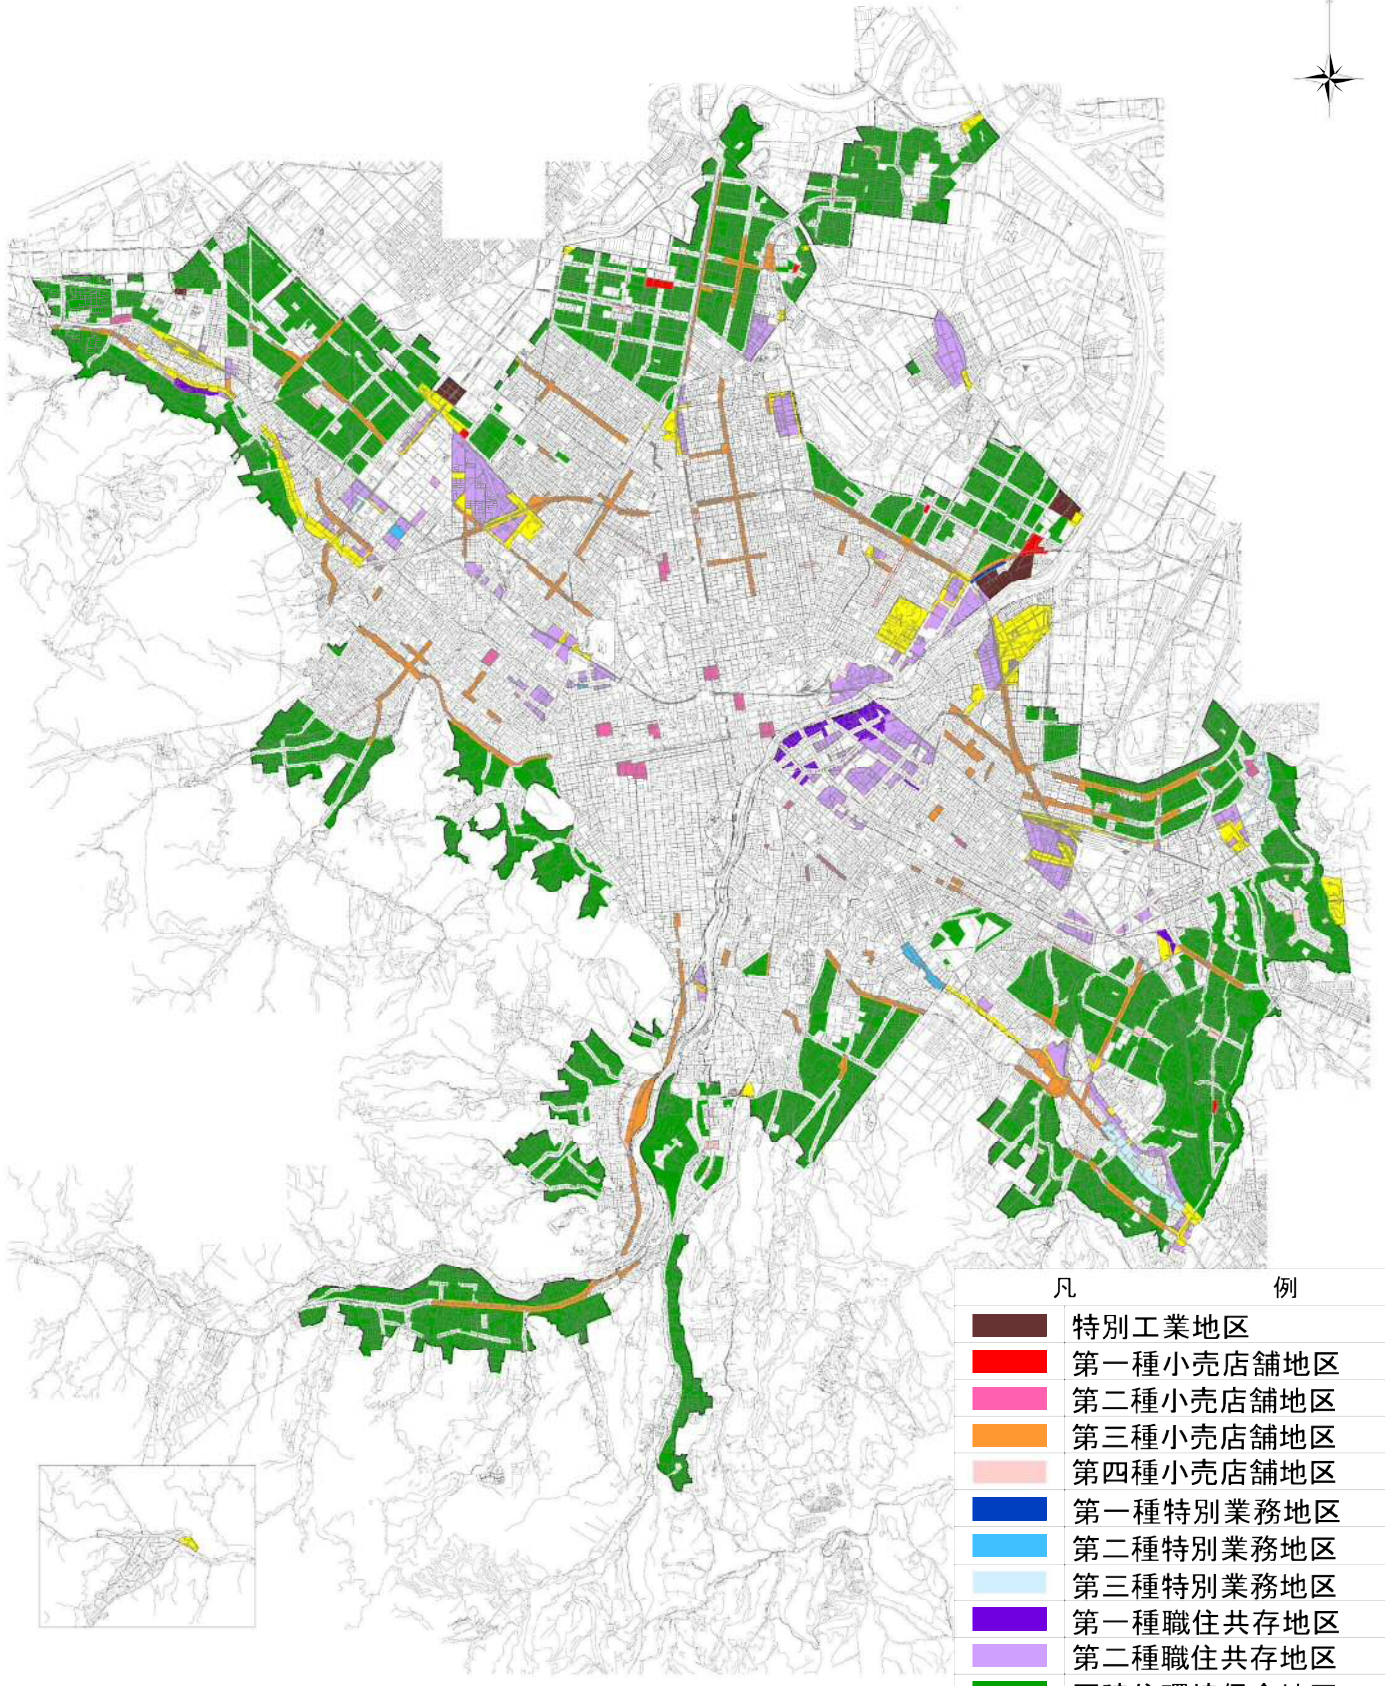 凡 例
特別工業地区
第一種小売店舗地区
第二種小売店舗地区
第三種小売店舗地区
第四種小売店舗地区
第一種特別業務地区
第二種特別業務地区
第三種特別業務地区
第一種職住共存地区
第二種職住共存地区